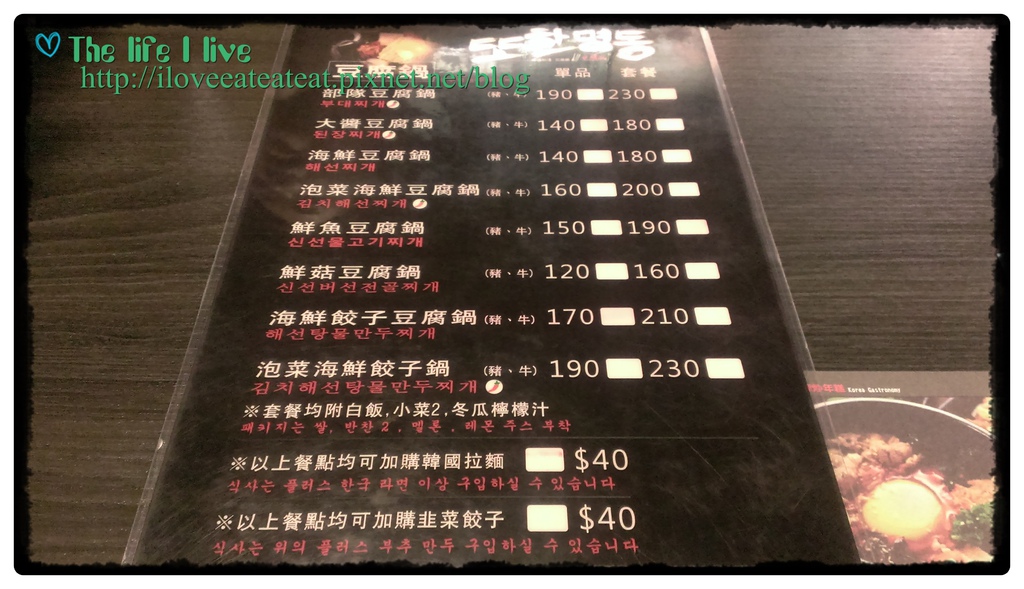 The life I live
http://iloveeateateat.pixnet.net/blog
豆腐鍋 單品 套餐
部隊豆腐鍋 (豬、牛) 190 230
부대찌개
大醬豆腐鍋 (豬、牛) 140 180
된장찌개
海鮮豆腐鍋 (豬、牛) 140 180
해선찌개
泡菜海鮮豆腐鍋 (豬、牛) 160 200
김치해선찌개
鮮魚豆腐鍋 (豬、牛) 150 190
신선물고기찌개
鮮菇豆腐鍋 (豬、牛) 120 160
신선버선전골찌개
海鮮餃子豆腐鍋 (豬、牛) 170 210
해선탕물만두찌개
泡菜海鮮餃子鍋 (豬、牛) 190 230
김치해선탕물만두찌개
※套餐均附白飯,小菜2,冬瓜檸檬汁
패키지는 쌀, 반찬 2 , 멜론 , 레몬 주스 부착
※以上餐點均可加購韓國拉麵 $40
식사는 플러스 한국 라면 이상 구입하실 수 있습니다
※以上餐點均可加購韭菜餃子 $40
식사는 위의 플러스 부추 만두 구입하실 수 있습니다
Korea Gastronomy